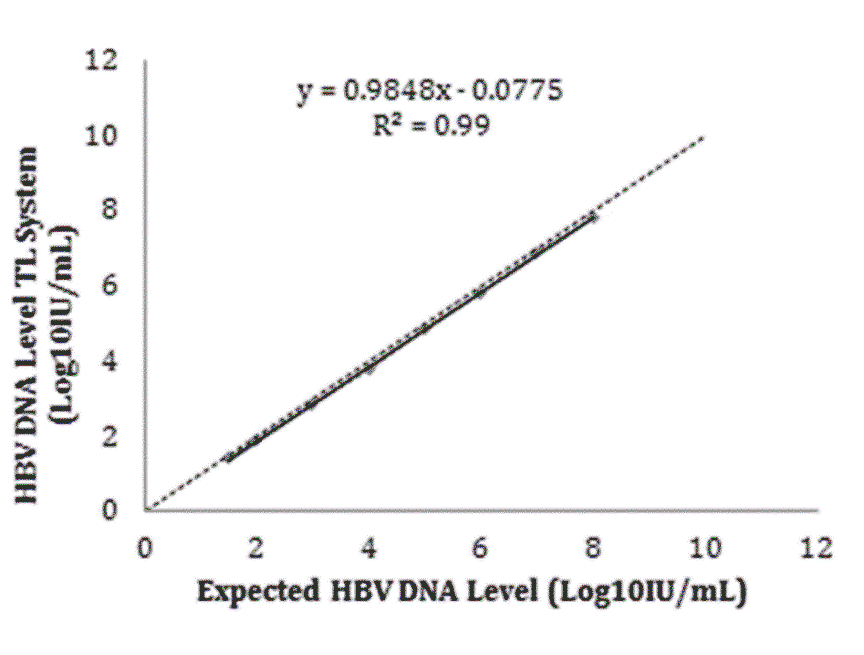 12
y = 0.9848x - 0.0775
R² = 0.99
10
8
6
4
2
0
HBV DNA Level TL System
(Log10IU/mL)
0 2 4 6 8 10 12
Expected HBV DNA Level (Log10IU/mL)